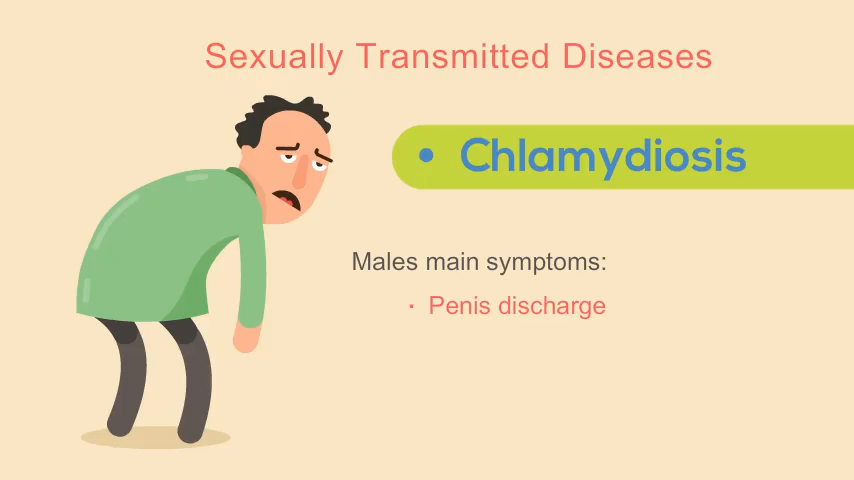 Sexually Transmitted Diseases
• Chlamydiosis
Males main symptoms:
· Penis discharge